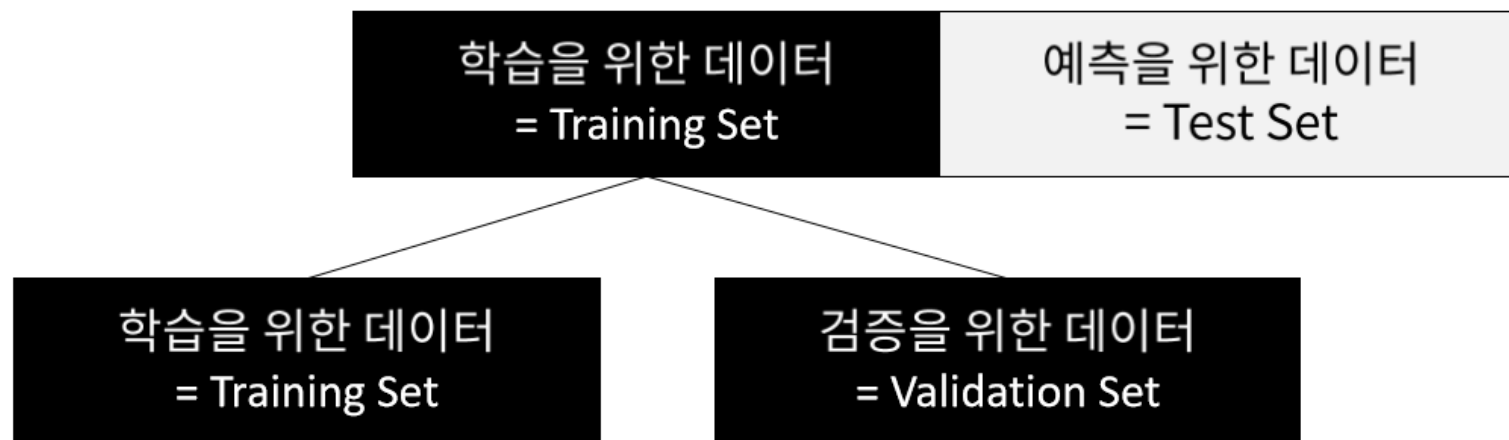 학습을 위한 데이터
= Training Set
예측을 위한 데이터
= Test Set
학습을 위한 데이터
= Training Set
검증을 위한 데이터
= Validation Set